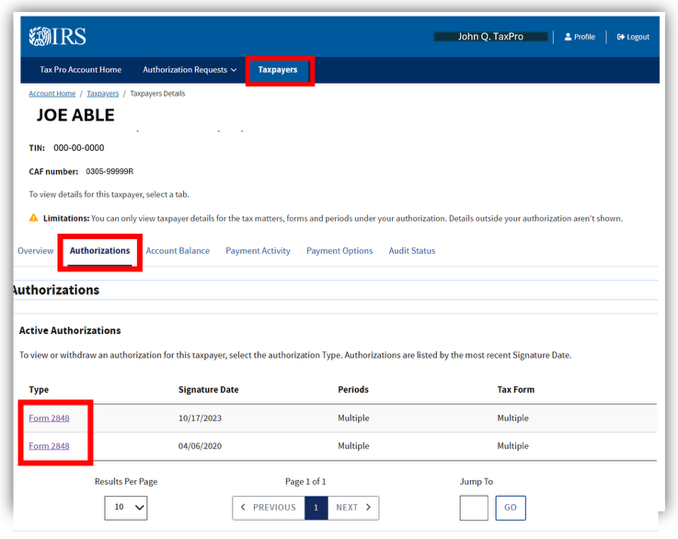 IRS
John Q. TaxPro Profile Logout
Tax Pro Account Home Authorization Requests Taxpayers
Account Home / Taxpayers / Taxpayers Details
JOE ABLE
TIN: 000-00-0000
CAF number: 0305-99999R
To view details for this taxpayer, select a tab.
Limitations: You can only view taxpayer details for the tax matters, forms and periods under your authorization. Details outside your authorization aren't shown.
Overview Authorizations Account Balance Payment Activity Payment Options Audit Status
Authorizations
Active Authorizations
To view or withdraw an authorization for this taxpayer, select the authorization Type. Authorizations are listed by the most recent Signature Date.
Type Signature Date Periods Tax Form
Form 2848 10/17/2023 Multiple Multiple
Form 2848 04/06/2020 Multiple Multiple
Results Per Page Page 1 of 1 Jump To
10 PREVIOUS 1 NEXT GO